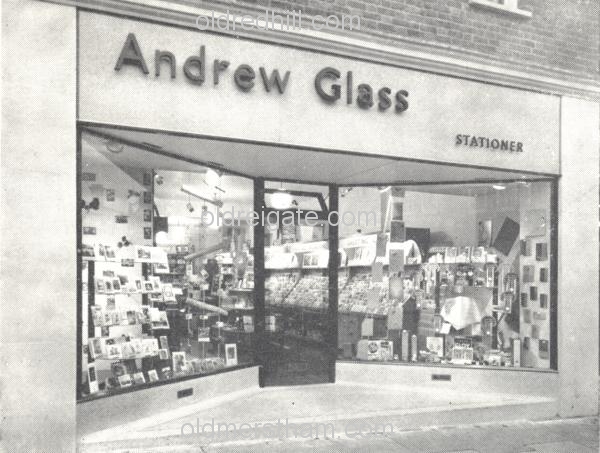 oldredhill.com
Andrew Glass
STATIONER
oldreigate.com
oldmerstham.com